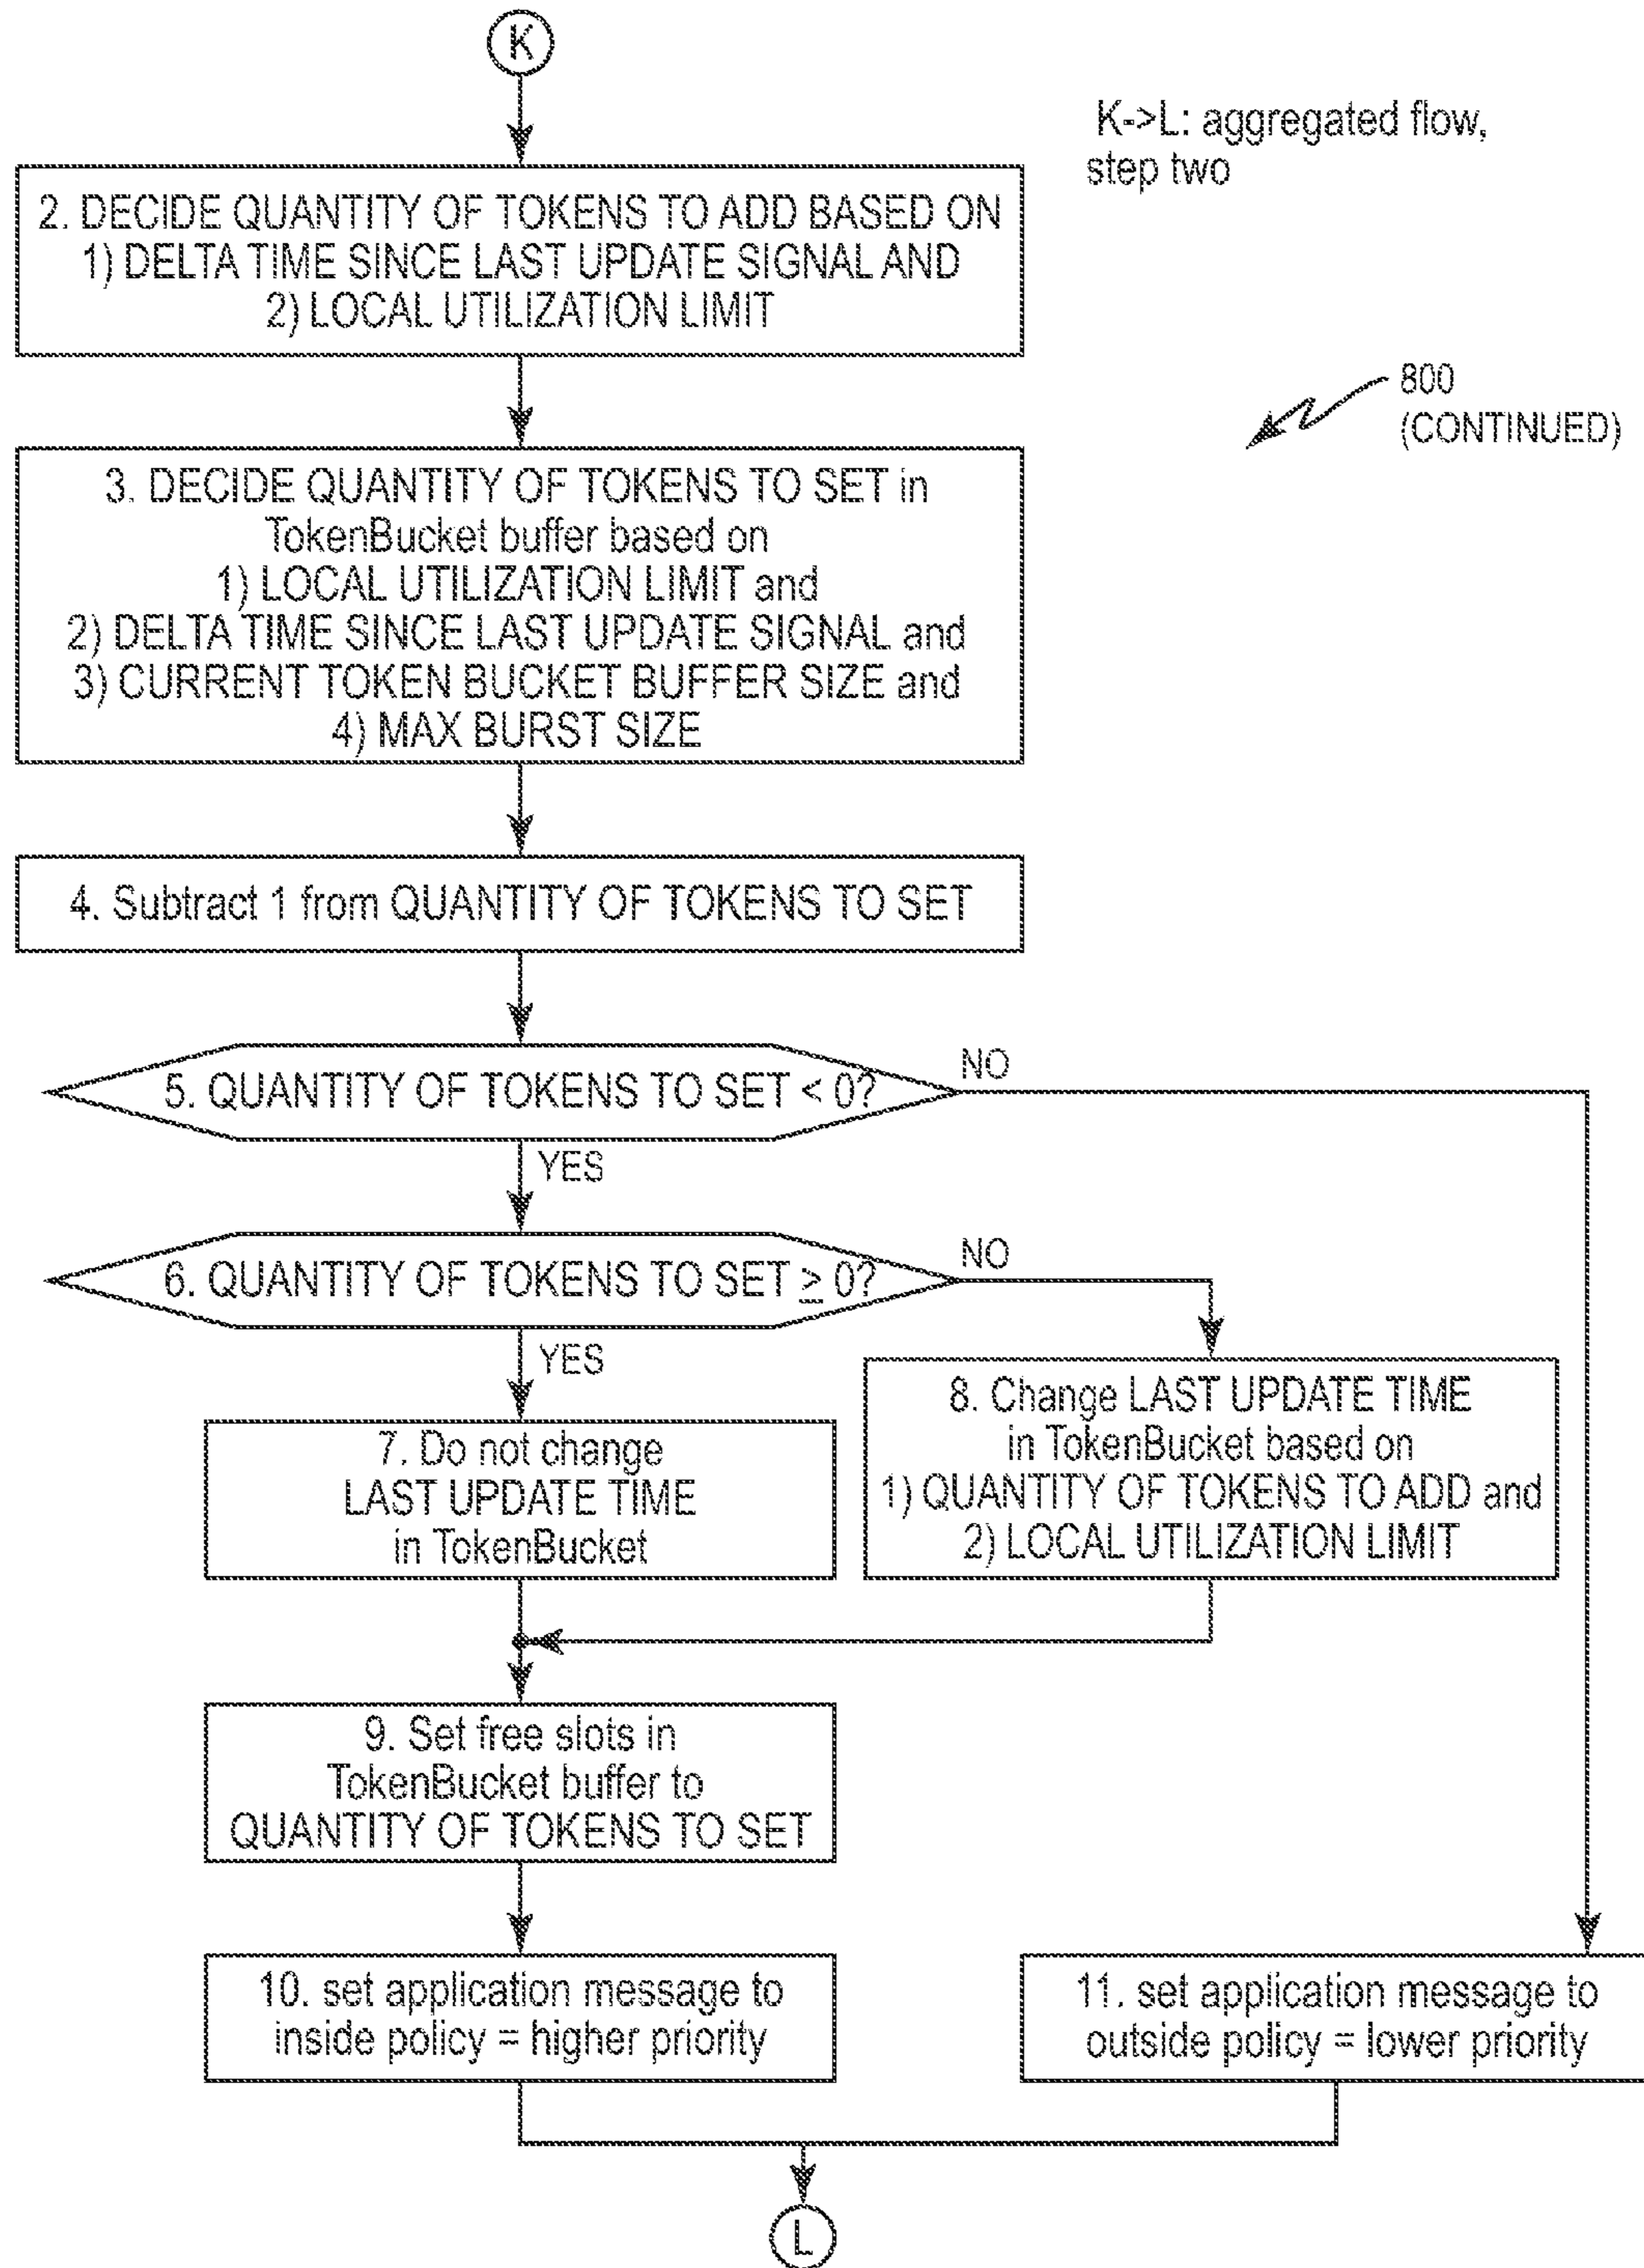 K
K->L: aggregated flow,
step two
2. DECIDE QUANTITY OF TOKENS TO ADD BASED ON
1) DELTA TIME SINCE LAST UPDATE SIGNAL AND
2) LOCAL UTILIZATION LIMIT
800
(CONTINUED)
3. DECIDE QUANTITY OF TOKENS TO SET in
TokenBucket buffer based on
1) LOCAL UTILIZATION LIMIT and
2) DELTA TIME SINCE LAST UPDATE SIGNAL and
3) CURRENT TOKEN BUCKET BUFFER SIZE and
4) MAX BURST SIZE
4. Subtract 1 from QUANTITY OF TOKENS TO SET
5. QUANTITY OF TOKENS TO SET < 0?
NO
YES
6. QUANTITY OF TOKENS TO SET ≥ 0?
NO
YES
7. Do not change
LAST UPDATE TIME
in TokenBucket
8. Change LAST UPDATE TIME
in TokenBucket based on
1) QUANTITY OF TOKENS TO ADD and
2) LOCAL UTILIZATION LIMIT
9. Set free slots in
TokenBucket buffer to
QUANTITY OF TOKENS TO SET
10. set application message to
inside policy = higher priority
11. set application message to
outside policy = lower priority
L